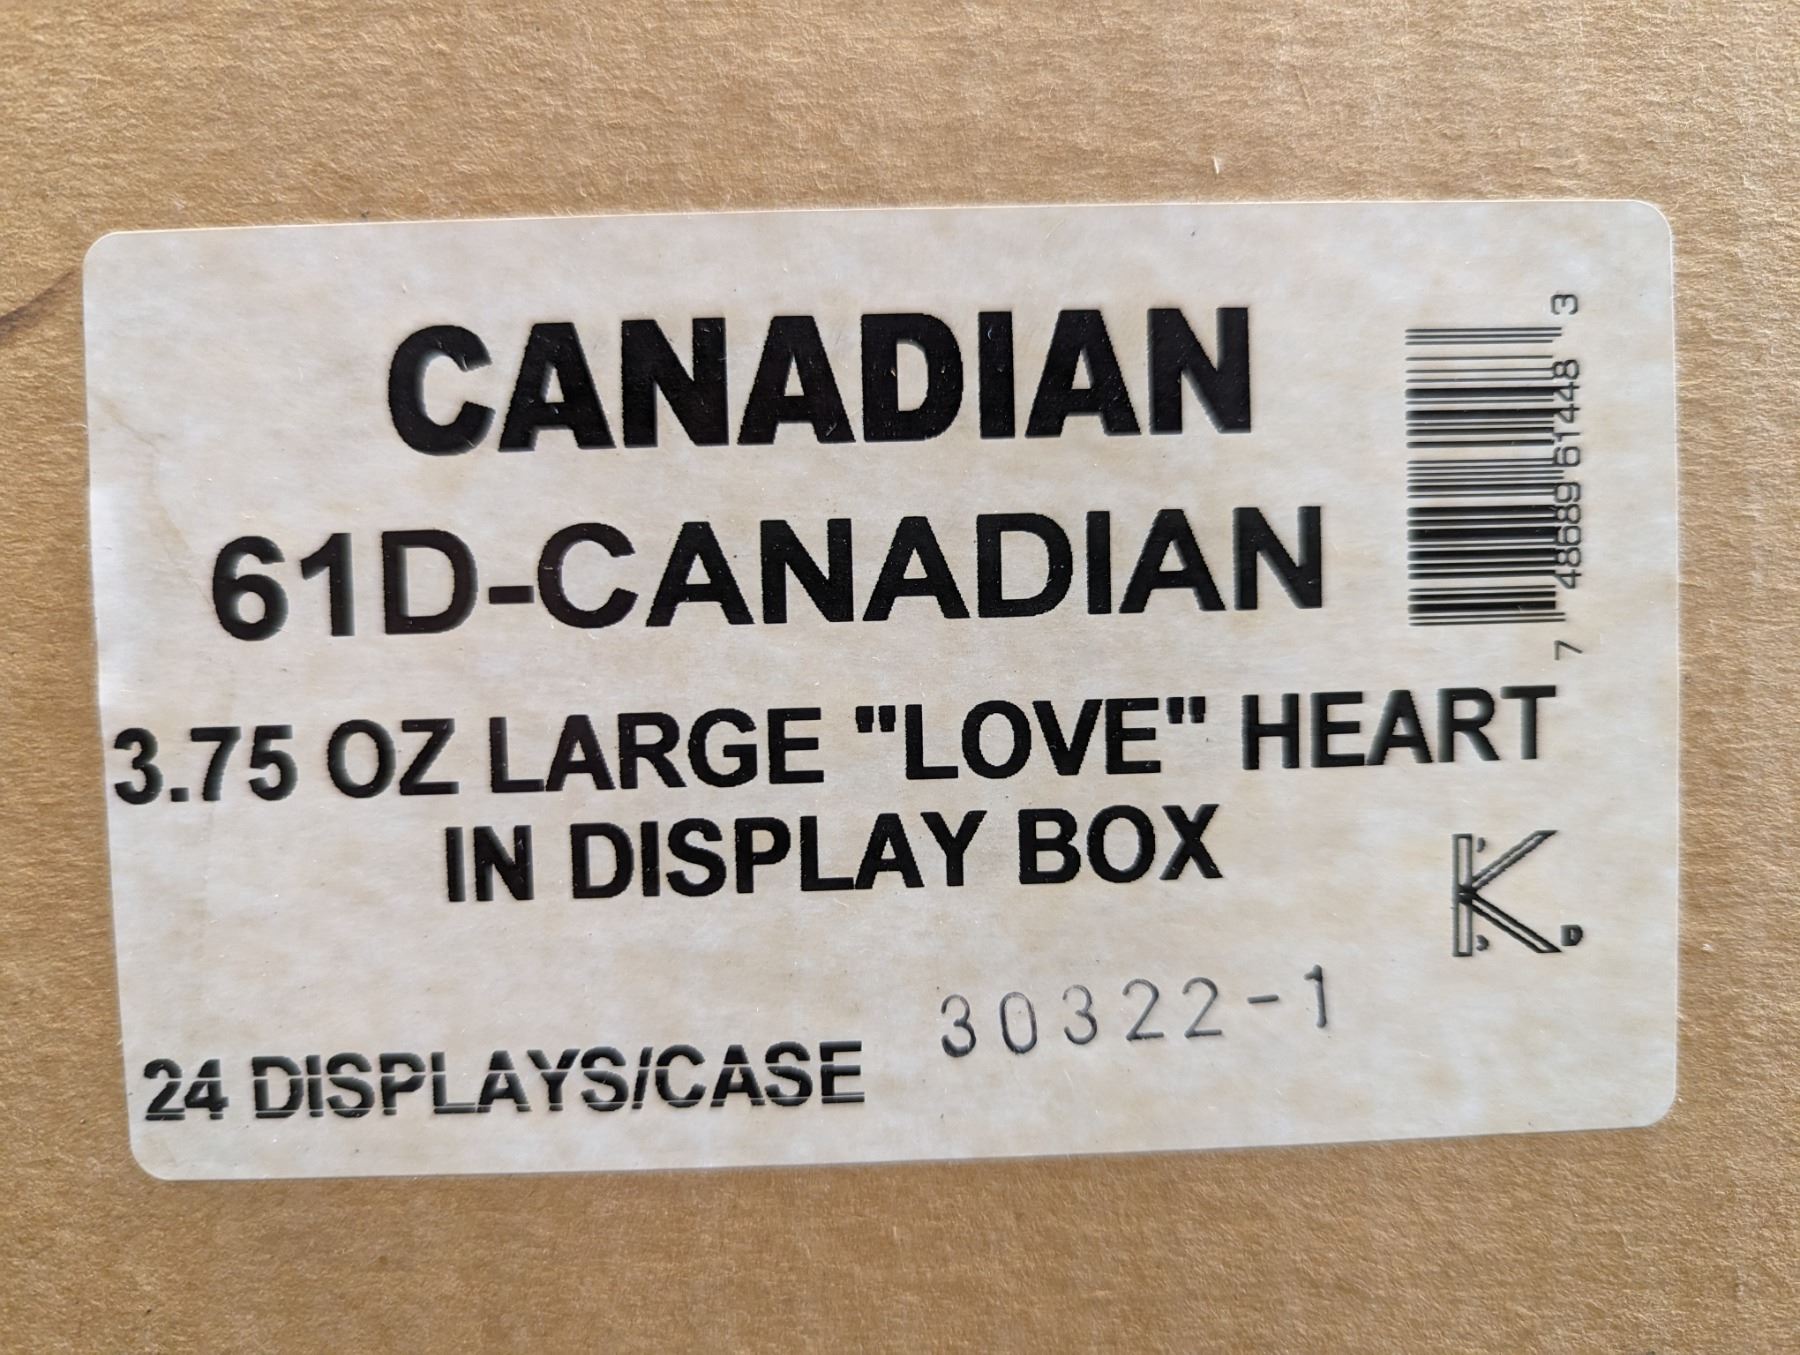 CANADIAN
61D-CANADIAN
3.75 OZ LARGE "LOVE" HEART
IN DISPLAY BOX
24 DISPLAYS/CASE
30322-1
7 48689 61448 3
K.D